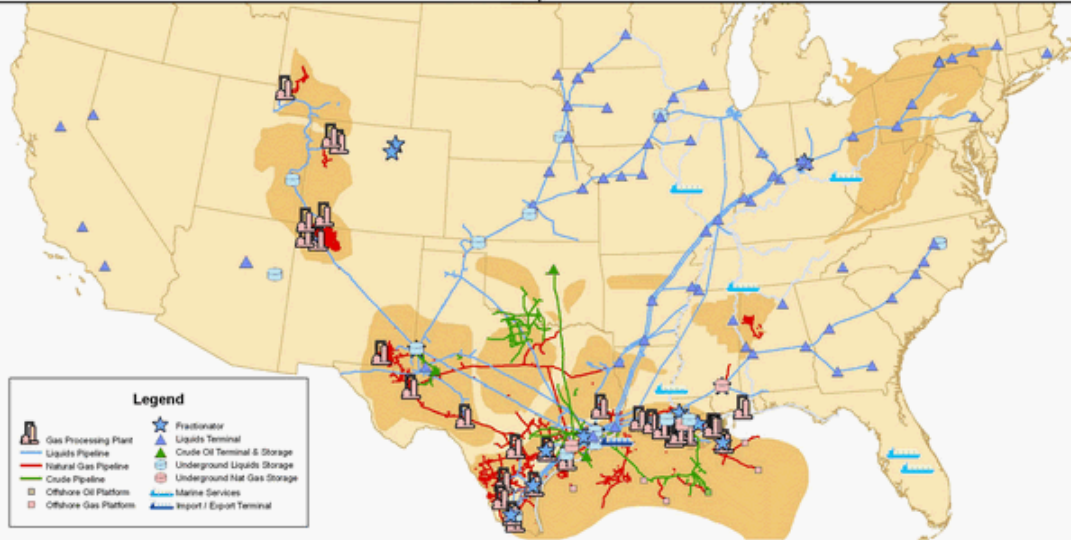 Legend
Gas Processing Plant
Liquids Pipeline
Natural Gas Pipeline
Crude Pipeline
Offshore Oil Platform
Offshore Gas Platform
Fractionator
Liquids Terminal
Crude Oil Terminal & Storage
Underground Liquids Storage
Underground Nat Gas Storage
Marine Services
Import / Export Terminal